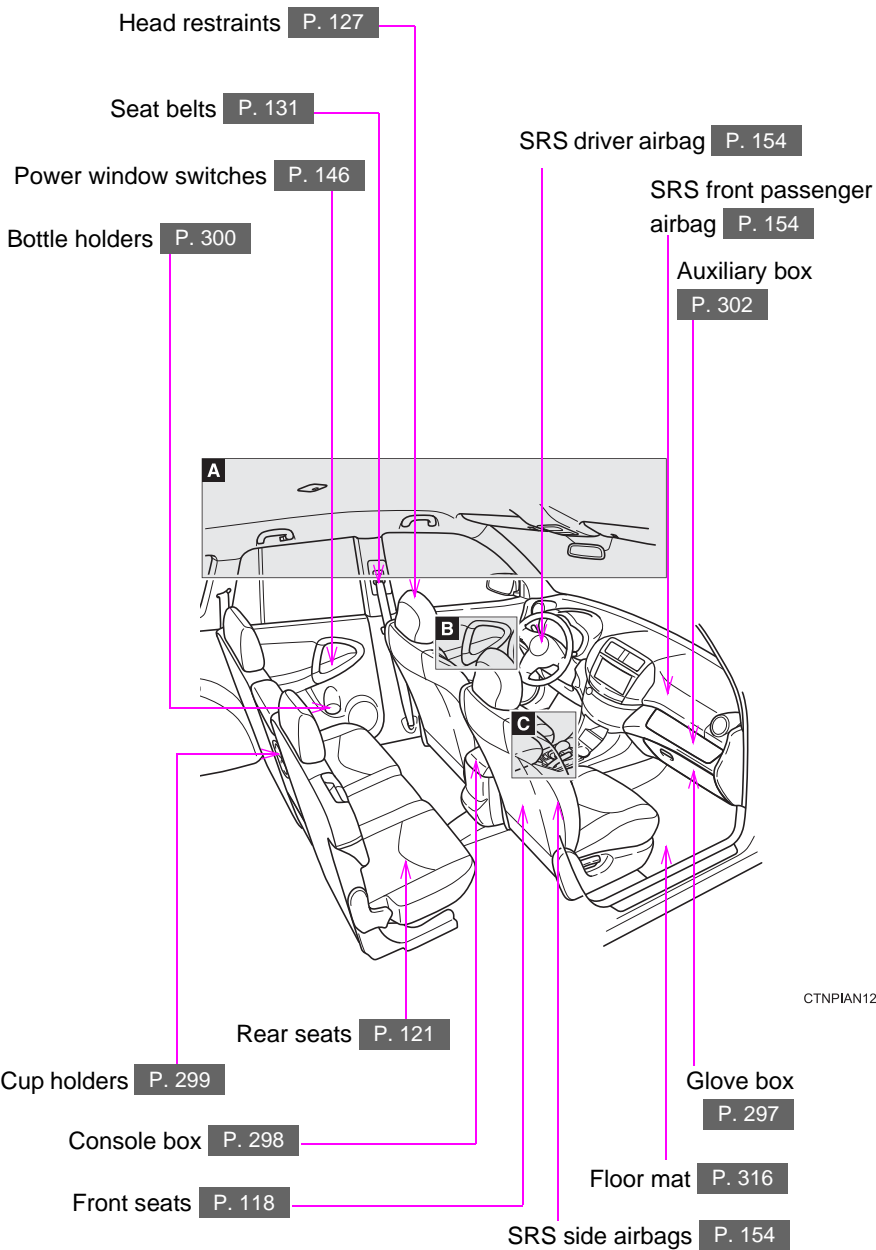 Head restraints P. 127
Seat belts P. 131
SRS driver airbag P. 154
Power window switches P. 146
SRS front passenger
airbag P. 154
Bottle holders P. 300
Auxiliary box
P. 302
A
B
C
CTNPIAN12
Rear seats P. 121
Cup holders P. 299
Glove box
P. 297
Console box P. 298
Floor mat P. 316
Front seats P. 118
SRS side airbags P. 154